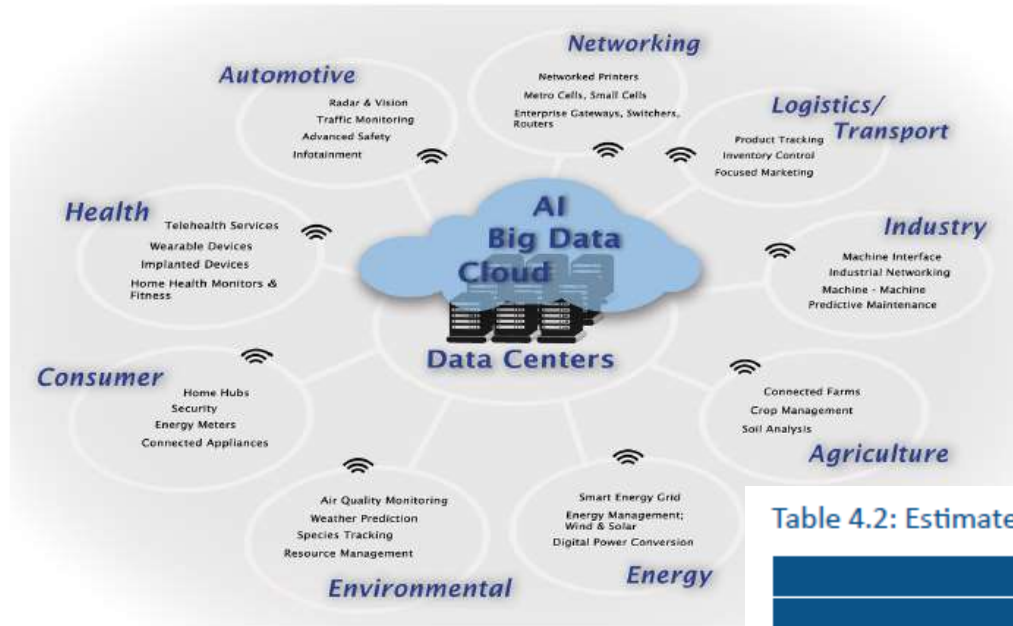 Networking
Networked Printers
Metro Cells, Small Cells
Enterprise Gateways, Switchers,
Routers
Automotive
Radar & Vision
Traffic Monitoring
Advanced Safety
Infotainment
Logistics/
Transport
Product Tracking
Inventory Control
Focused Marketing
Health
Telehealth Services
Wearable Devices
Implanted Devices
Home Health Monitors &
Fitness
AI
Big Data
Cloud
Data Centers
Industry
Machine Interface
Industrial Networking
Machine - Machine
Predictive Maintenance
Consumer
Home Hubs
Security
Energy Meters
Connected Appliances
Connected Farms
Crop Management
Soil Analysis
Agriculture
Air Quality Monitoring
Weather Prediction
Species Tracking
Resource Management
Environmental
Smart Energy Grid
Energy Management;
Wind & Solar
Digital Power Conversion
Energy
Table 4.2: Estimate